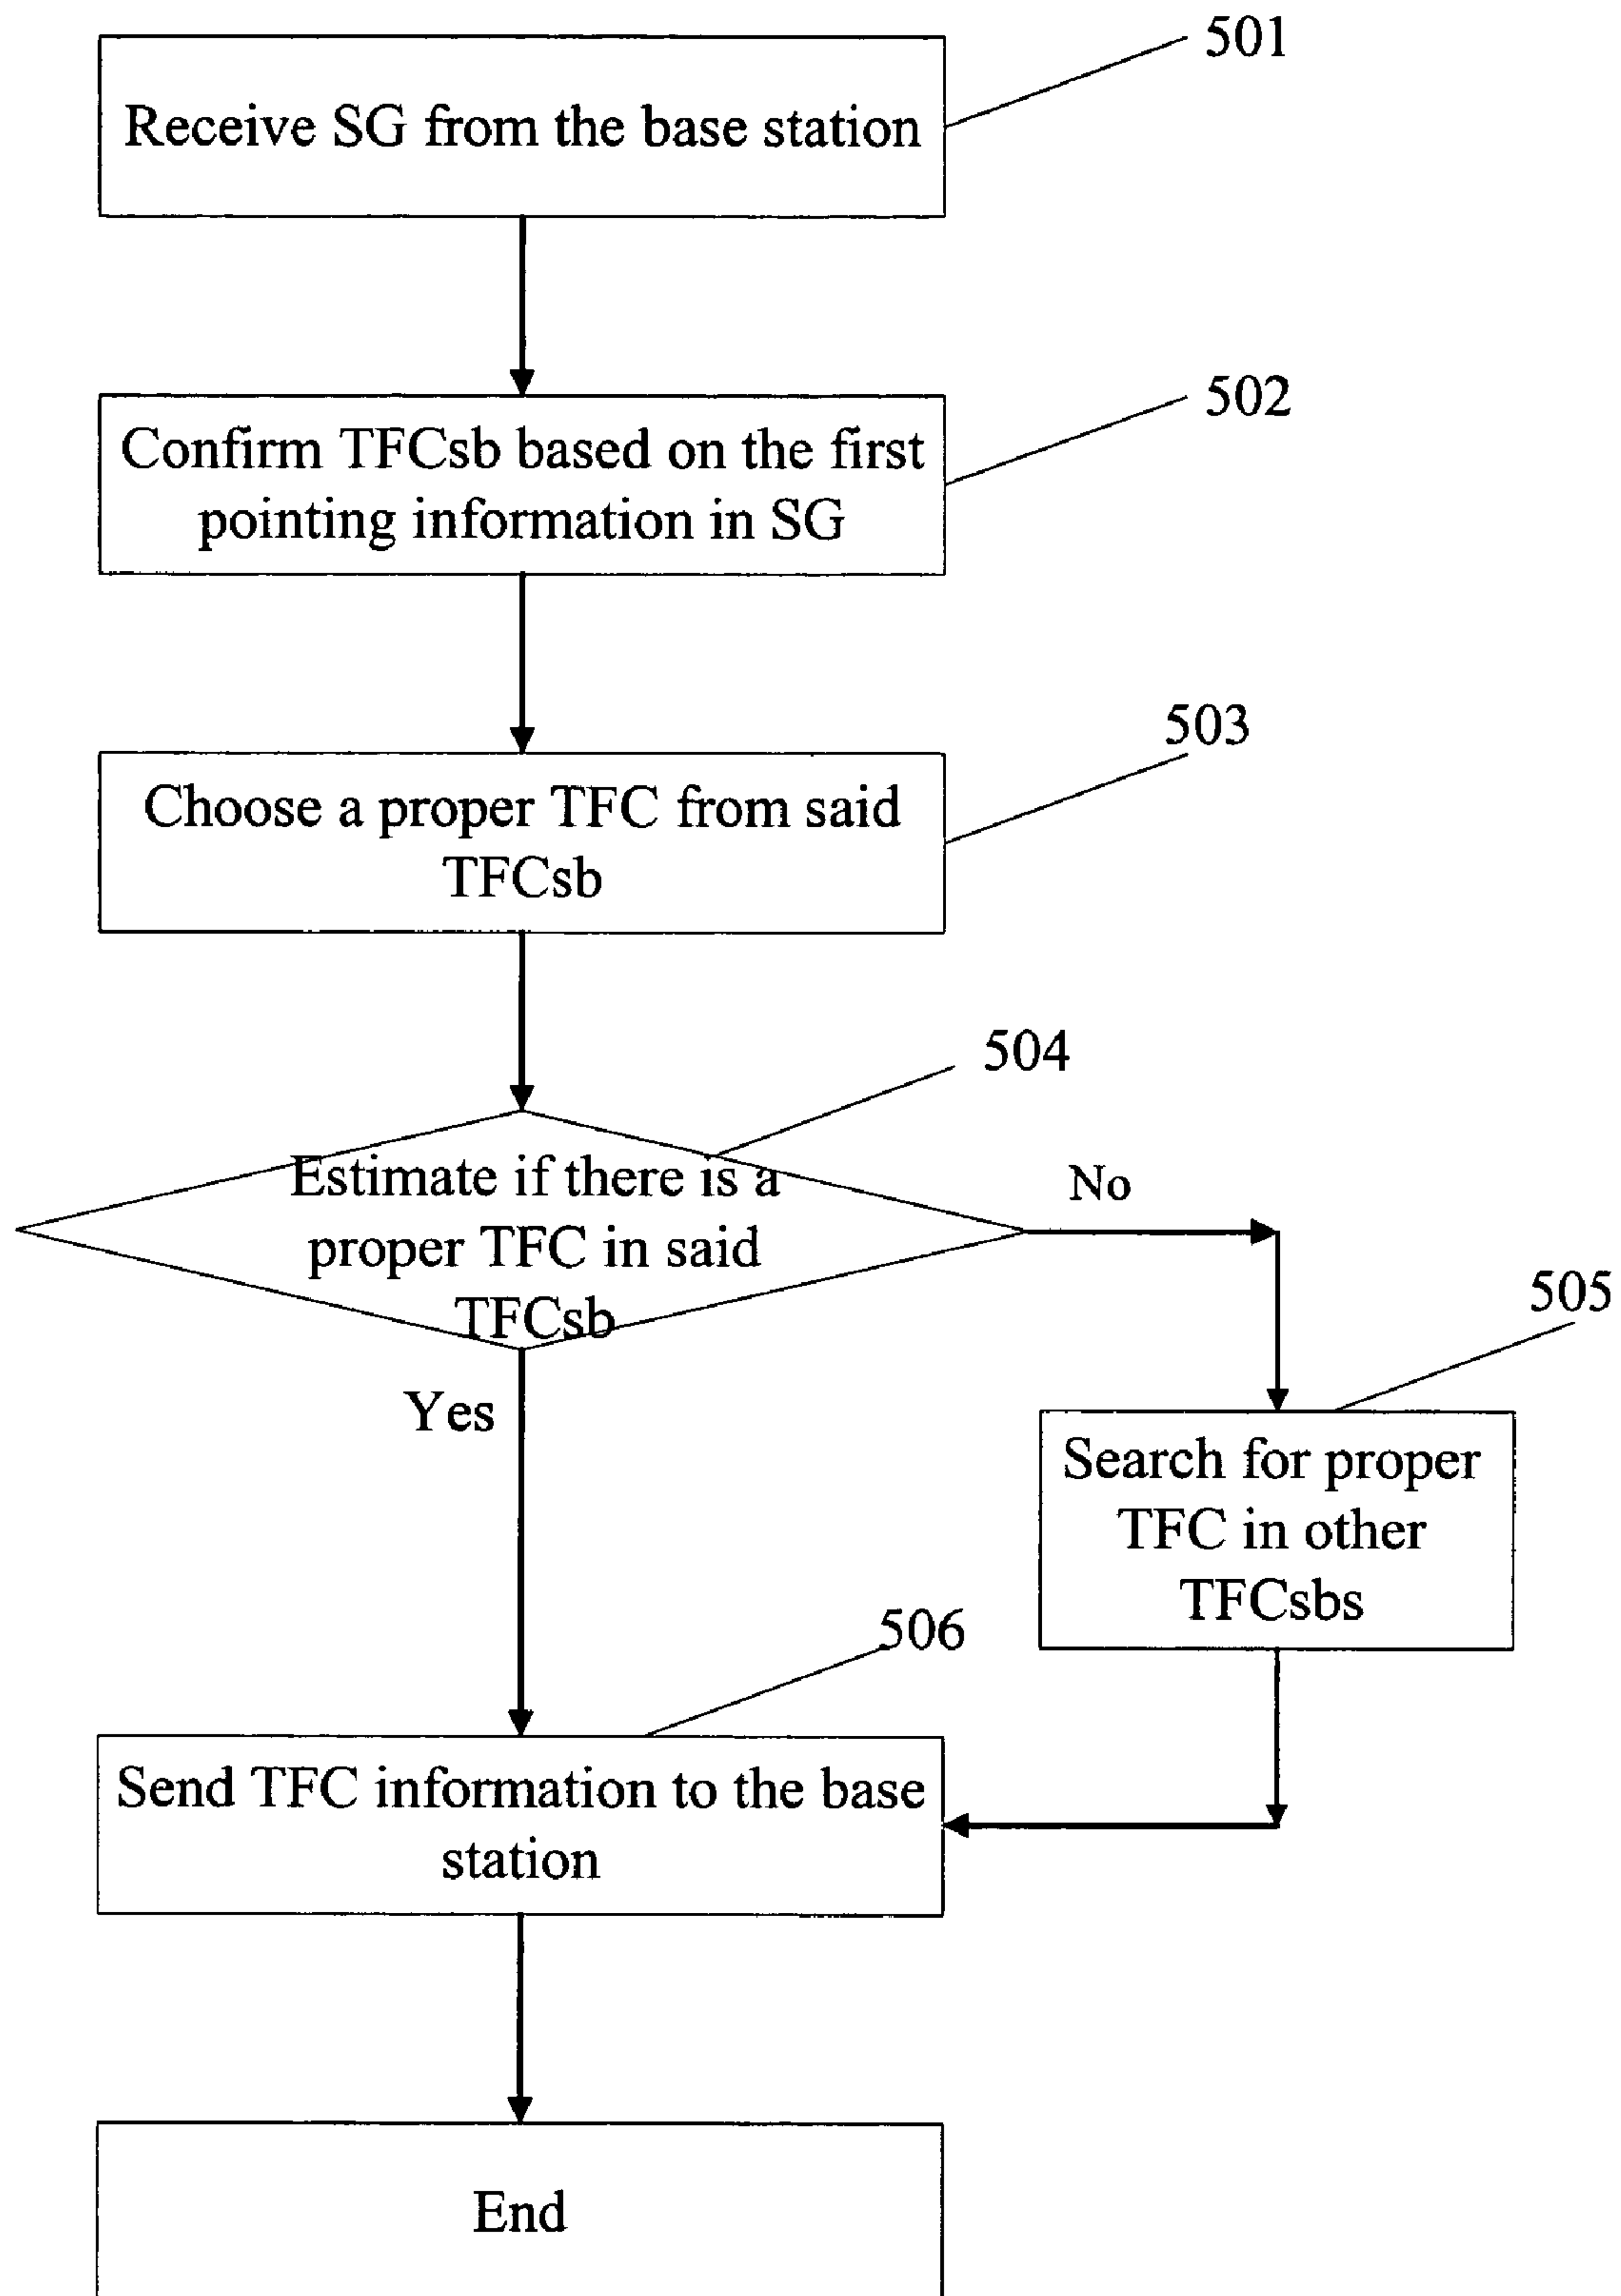 501
Receive SG from the base station
502
Confirm TFCsb based on the first
pointing information in SG
503
Choose a proper TFC from said
TFCsb
504
Estimate if there is a
proper TFC in said
TFCsb
No
505
Yes
Search for proper
TFC in other
TFCsbs
506
Send TFC information to the base
station
End